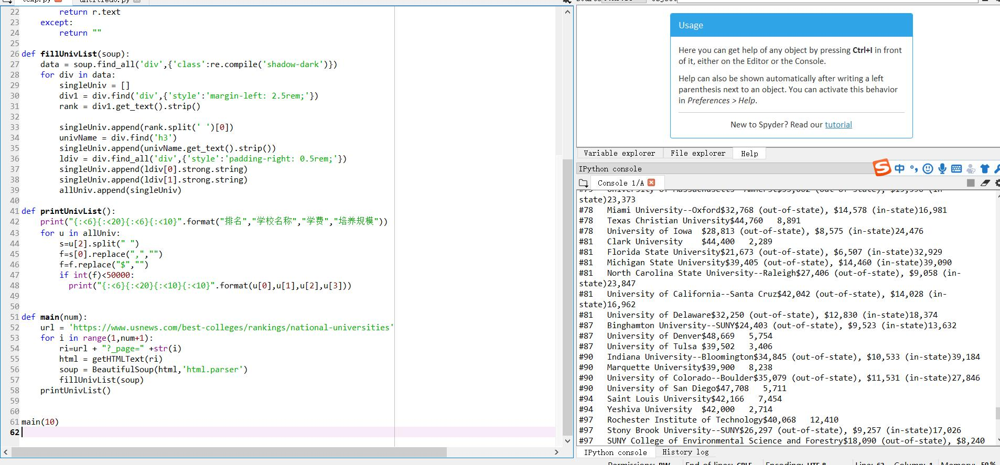 temp.py
untitled0.py
22 return r.text
23 except:
24 return ""
25
26 def fillUnivList(soup):
27 data = soup.find_all('div',{'class':re.compile('shadow-dark')})
28 for div in data:
29 singleUniv = []
30 div1 = div.find('div',{'style':'margin-left: 2.5rem;'})
31 rank = div1.get_text().strip()
32
33 singleUniv.append(rank.split(' ')[0])
34 univName = div.find('h3')
35 singleUniv.append(univName.get_text().strip())
36 ldiv = div.find_all('div',{'style':'padding-right: 0.5rem;'})
37 singleUniv.append(ldiv[0].strong.string)
38 singleUniv.append(ldiv[1].strong.string)
39 allUniv.append(singleUniv)
40
41 def printUnivList():
42 print("{:<6}{:<20}{:<6}{:<10}".format("排名","学校名称","学费","培养规模"))
43 for u in allUniv:
44 s=u[2].split(" ")
45 f=s[0].replace(",","")
46 f=f.replace("$","")
47 if int(f)<50000:
48 print("{:<6}{:<20}{:<10}{:<10}".format(u[0],u[1],u[2],u[3]))
49
50
51 def main(num):
52 url = 'https://www.usnews.com/best-colleges/rankings/national-universities'
53 for i in range(1,num+1):
54 ri=url + "?_page=" +str(i)
55 html = getHTMLText(ri)
56 soup = BeautifulSoup(html,'html.parser')
57 fillUnivList(soup)
58 printUnivList()
59
60
61 main(10)
62
Usage
Here you can get help of any object by pressing Ctrl+I in front
of it, either on the Editor or the Console.
Help can also be shown automatically after writing a left
parenthesis next to an object. You can activate this behavior
in Preferences > Help.
New to Spyder? Read our tutorial
Variable explorer File explorer Help
IPython console
S 中
Console 1/A
state)23,373
#78 Miami University--Oxford$32,768 (out-of-state), $14,578 (in-state)16,981
#78 Texas Christian University$44,760 8,891
#78 University of Iowa $28,813 (out-of-state), $8,575 (in-state)24,476
#81 Clark University $44,400 2,289
#81 Florida State University$21,673 (out-of-state), $6,507 (in-state)32,929
#81 Michigan State University$39,405 (out-of-state), $14,460 (in-state)39,090
#81 North Carolina State University--Raleigh$27,406 (out-of-state), $9,058 (in-
state)23,847
#81 University of California--Santa Cruz$42,042 (out-of-state), $14,028 (in-
state)16,962
#81 University of Delaware$32,250 (out-of-state), $12,830 (in-state)18,374
#87 Binghamton University--SUNY$24,403 (out-of-state), $9,523 (in-state)13,632
#87 University of Denver$48,669 5,754
#87 University of Tulsa $39,502 3,406
#90 Indiana University--Bloomington$34,845 (out-of-state), $10,533 (in-state)39,184
#90 Marquette University$39,900 8,238
#90 University of Colorado--Boulder$35,079 (out-of-state), $11,531 (in-state)27,846
#90 University of San Diego$47,708 5,711
#94 Saint Louis University$42,166 7,454
#94 Yeshiva University $42,000 2,714
#97 Rochester Institute of Technology$40,068 12,410
#97 Stony Brook University--SUNY$26,297 (out-of-state), $9,257 (in-state)17,026
#97 SUNY College of Environmental Science and Forestry$18,090 (out-of-state), $8,240
IPython console History log